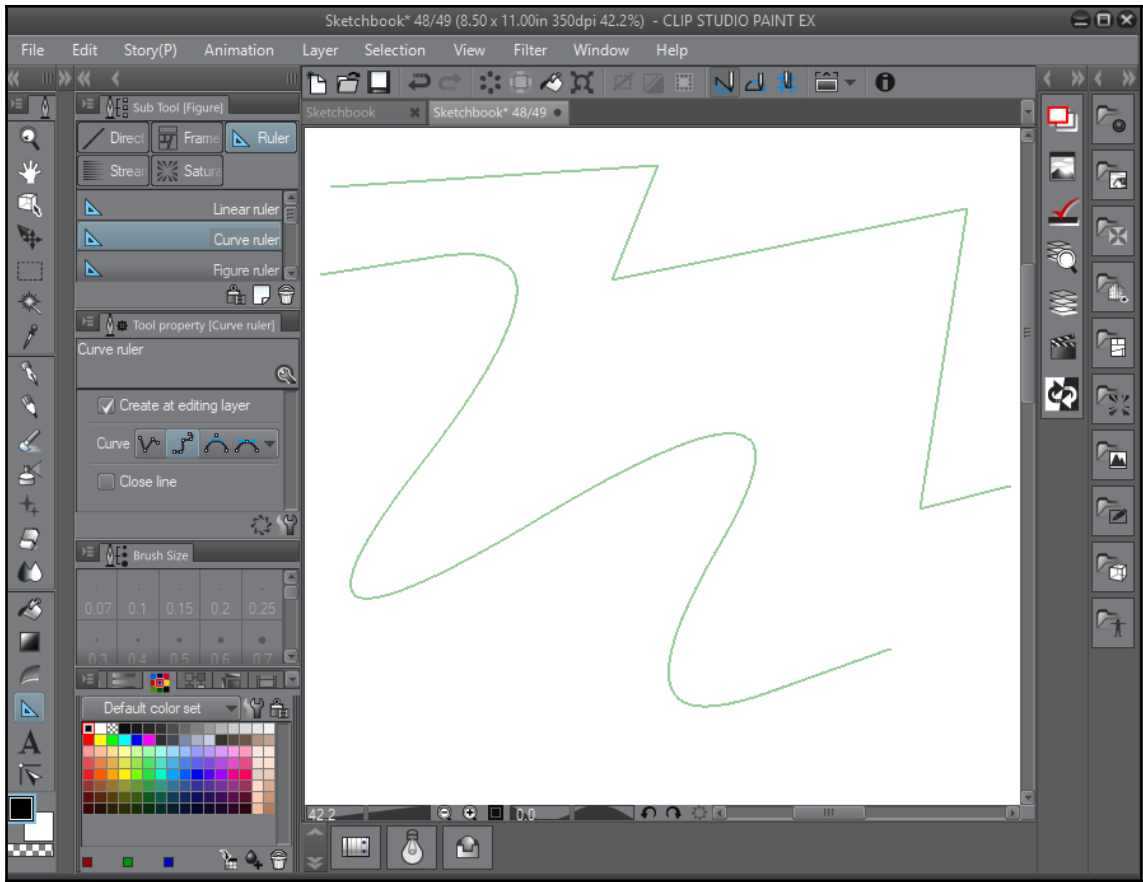 Sketchbook* 48/49 (8.50 x 11.00in 350dpi 42.2%) - CLIP STUDIO PAINT EX
File Edit Story(P) Animation Layer Selection View Filter Window Help
Sub Tool [Figure]
Sketchbook Sketchbook* 48/49
Direct Frame Ruler
Strear Satura
Linear ruler
Curve ruler
Figure ruler
Tool property [Curve ruler]
Curve ruler
Create at editing layer
Curve
Close line
Brush Size
0.07 0.1 0.15 0.2 0.25
0.3 0.4 0.5 0.6 0.7
Default color set
A
42.2 0.0